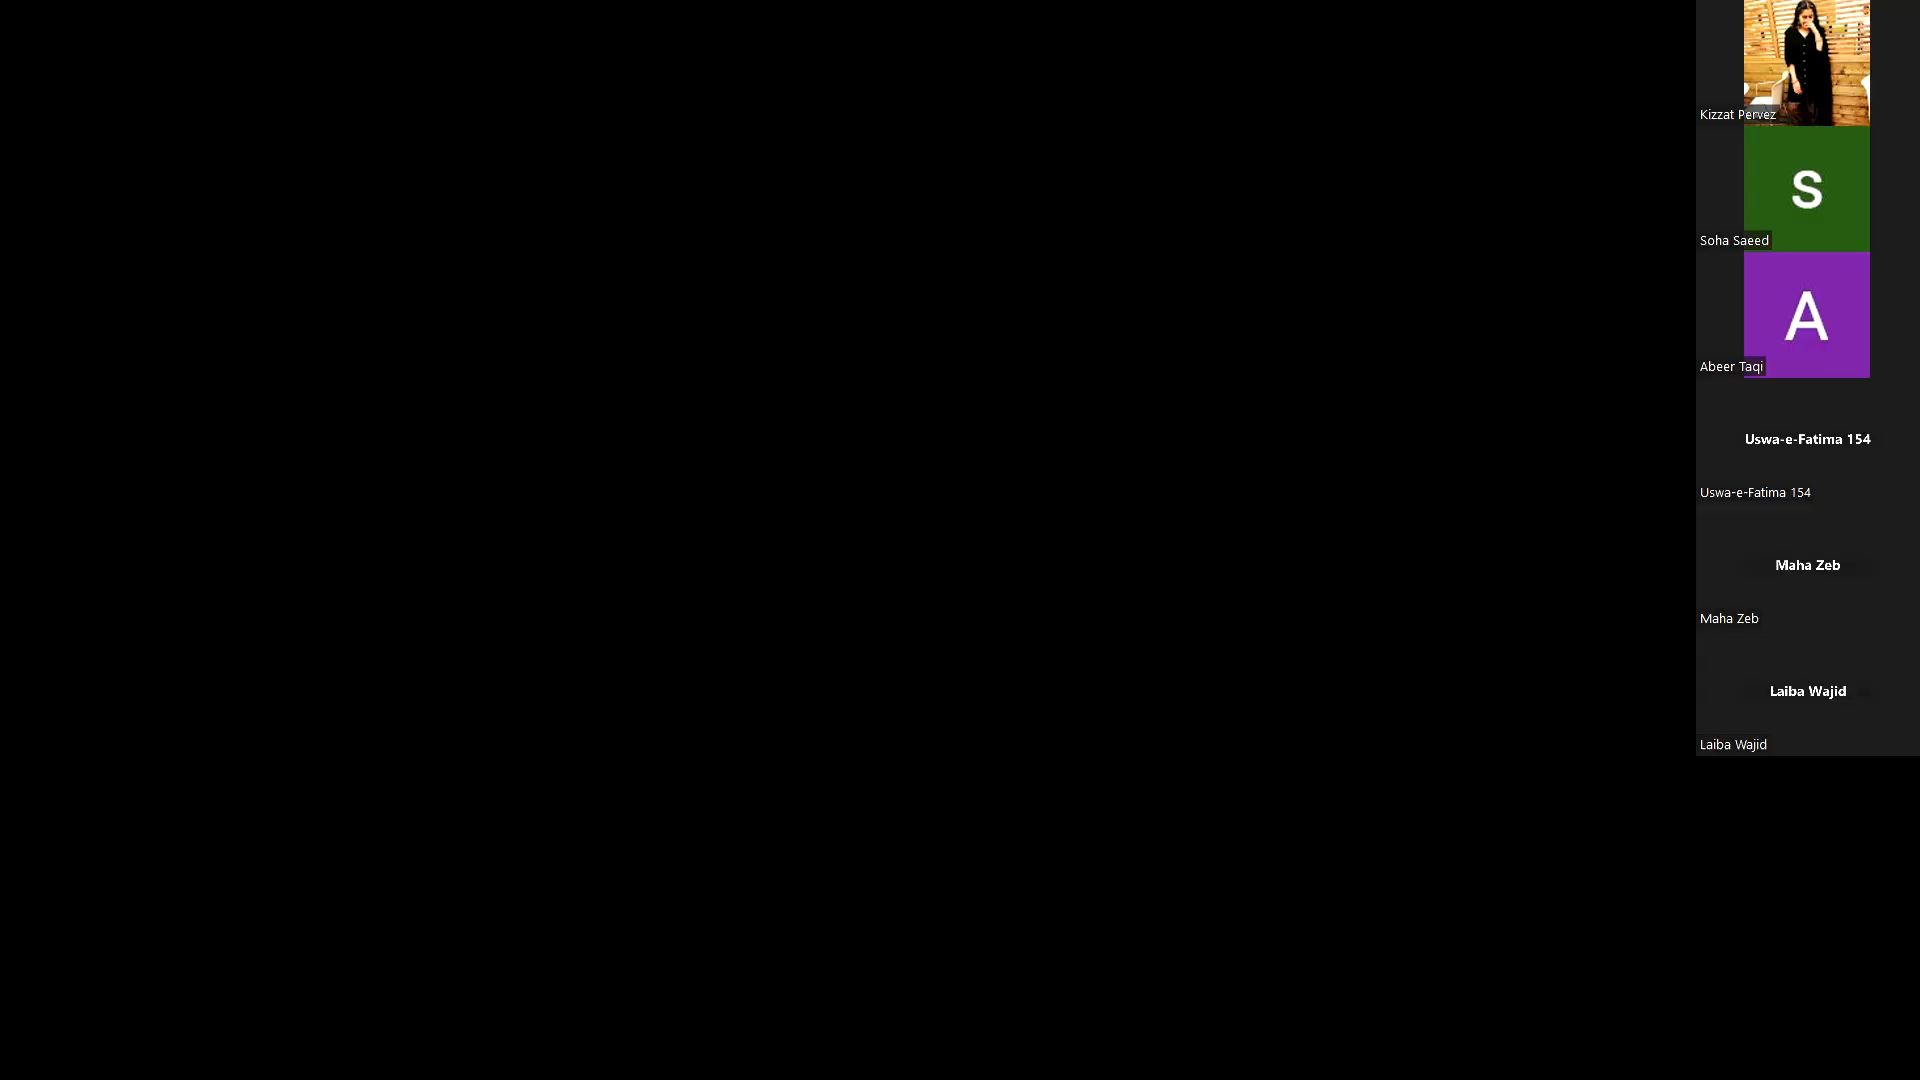 Kizzat Pervez
S
Soha Saeed
A
Abeer Taqi
Uswa-e-Fatima 154
Uswa-e-Fatima 154
Maha Zeb
Maha Zeb
Laiba Wajid
Laiba Wajid